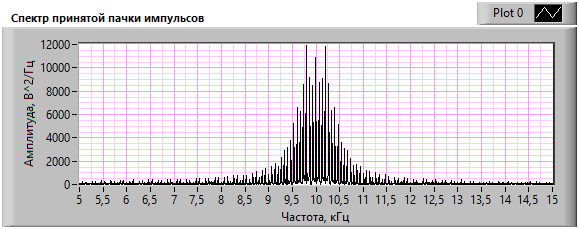 Спектр принятой пачки импульсов
Plot 0
Амплитуда, В^2/Гц
12000
10000
8000
6000
4000
2000
0
5 5,5 6 6,5 7 7,5 8 8,5 9 9,5 10 10,5 11 11,5 12 12,5 13 13,5 14 14,5 15
Частота, кГц